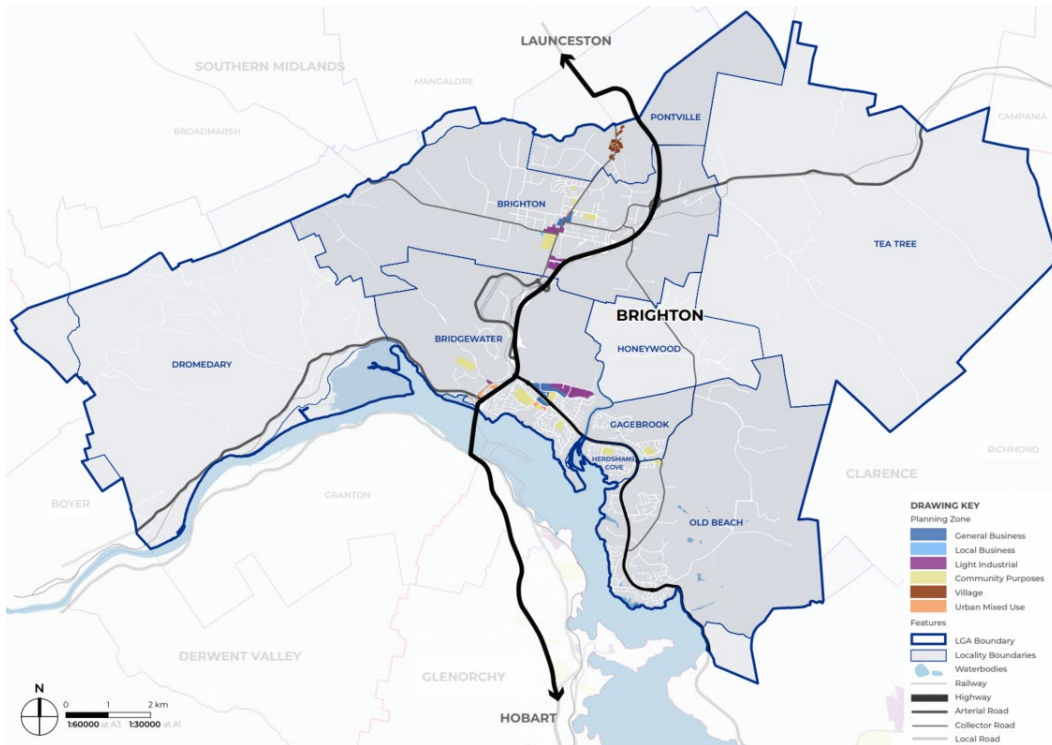 LAUNCESTON
SOUTHERN MIDLANDS
MANGALORE
PONTVILLE
CAMPANIA
BROADMARSH
BRIGHTON
TEA TREE
BRIGHTON
BRIDGEWATER
HONEYWOOD
DROMEDARY
GAGEBROOK
HERDSMANS
COVE
RICHMOND
CLARENCE
BOYER
GRANTON
OLD BEACH
DERWENT VALLEY
GLENORCHY
HOBART
N
0 1 2 km
1:60000 at A3 1:30000 at A1
DRAWING KEY
Planning Zone
General Business
Local Business
Light Industrial
Community Purposes
Village
Urban Mixed Use
Features
LGA Boundary
Locality Boundaries
Waterbodies
Railway
Highway
Arterial Road
Collector Road
Local Road